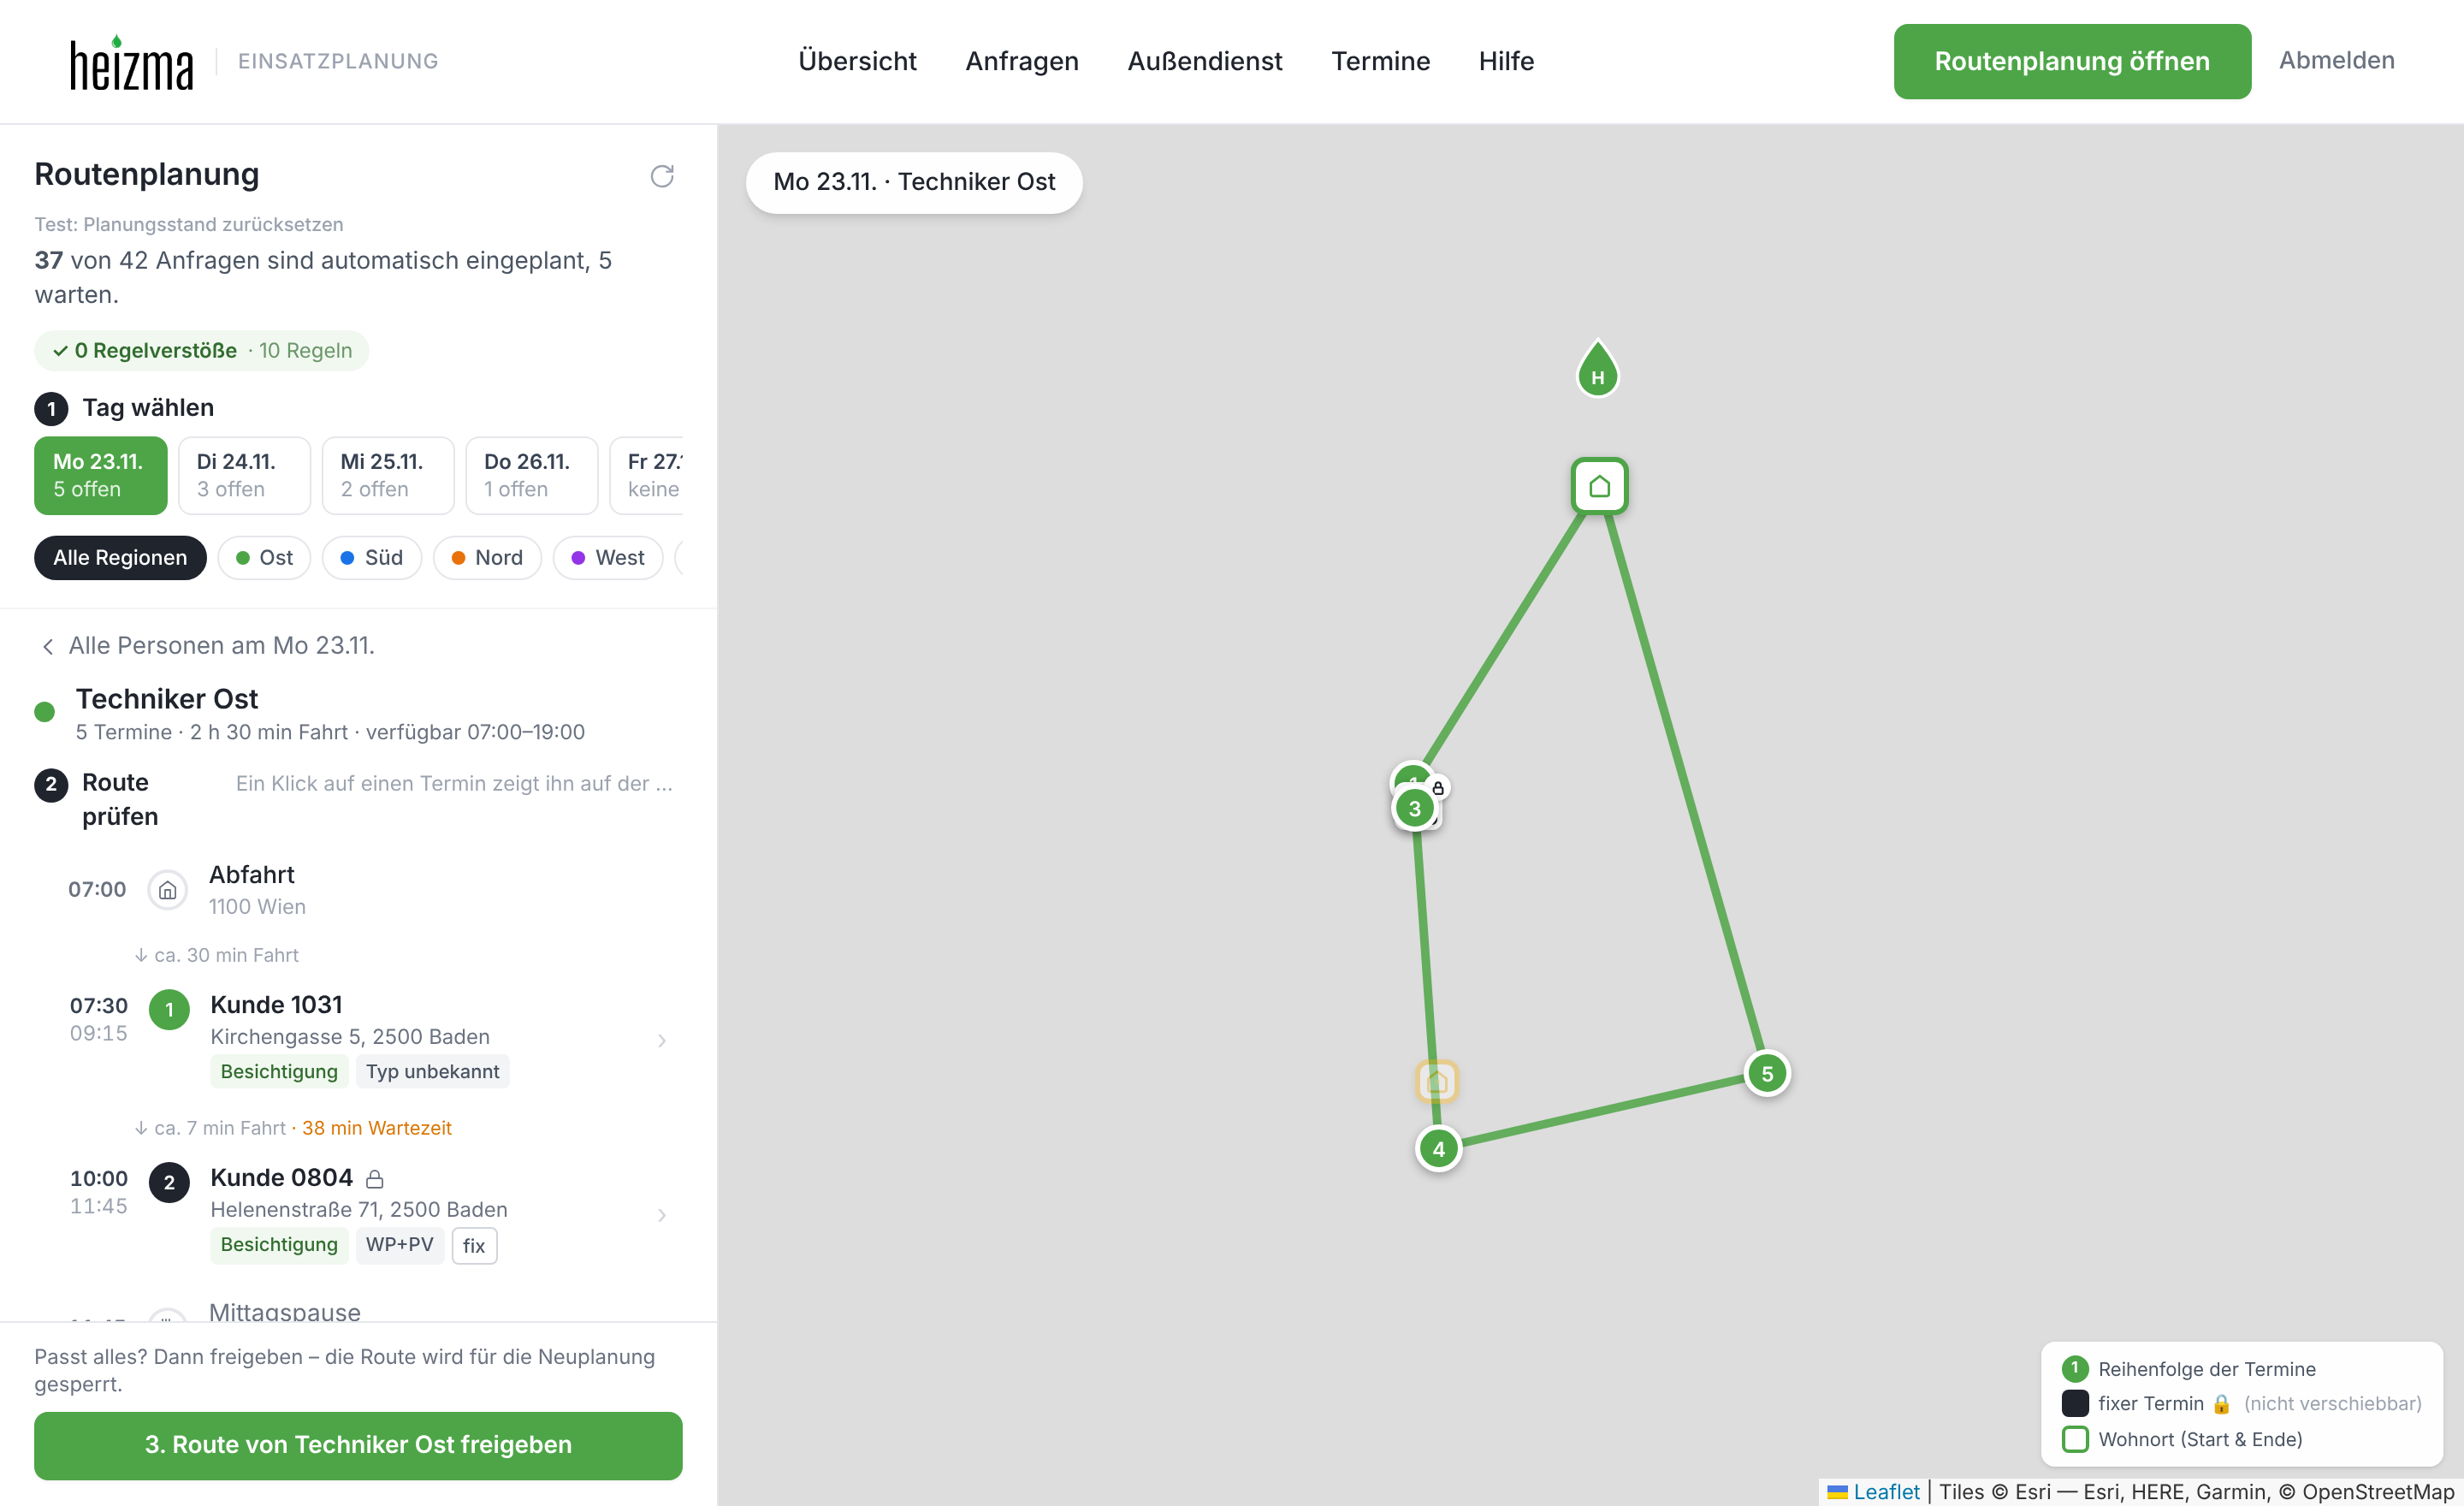 heizma
EINSATZPLANUNG
Übersicht
Anfragen
Außendienst
Termine
Hilfe
Routenplanung öffnen
Abmelden
Routenplanung
Test: Planungsstand zurücksetzen
37 von 42 Anfragen sind automatisch eingeplant, 5
warten.
✓ 0 Regelverstöße · 10 Regeln
1 Tag wählen
Mo 23.11.
5 offen
Di 24.11.
3 offen
Mi 25.11.
2 offen
Do 26.11.
1 offen
Fr 27.
keine
Alle Regionen
Ost
Süd
Nord
West
Alle Personen am Mo 23.11.
Techniker Ost
5 Termine · 2 h 30 min Fahrt · verfügbar 07:00–19:00
2 Route
prüfen
Ein Klick auf einen Termin zeigt ihn auf der ...
07:00
Abfahrt
1100 Wien
↓ ca. 30 min Fahrt
07:30
09:15
1
Kunde 1031
Kirchengasse 5, 2500 Baden
Besichtigung
Typ unbekannt
↓ ca. 7 min Fahrt · 38 min Wartezeit
10:00
11:45
2
Kunde 0804
Helenenstraße 71, 2500 Baden
Besichtigung
WP+PV
fix
Mittagspause
Passt alles? Dann freigeben – die Route wird für die Neuplanung
gesperrt.
3. Route von Techniker Ost freigeben
Mo 23.11. · Techniker Ost
H
3
4
5
1 Reihenfolge der Termine
fixer Termin 🔒 (nicht verschiebbar)
Wohnort (Start & Ende)
Leaflet | Tiles © Esri — Esri, HERE, Garmin, © OpenStreetMap